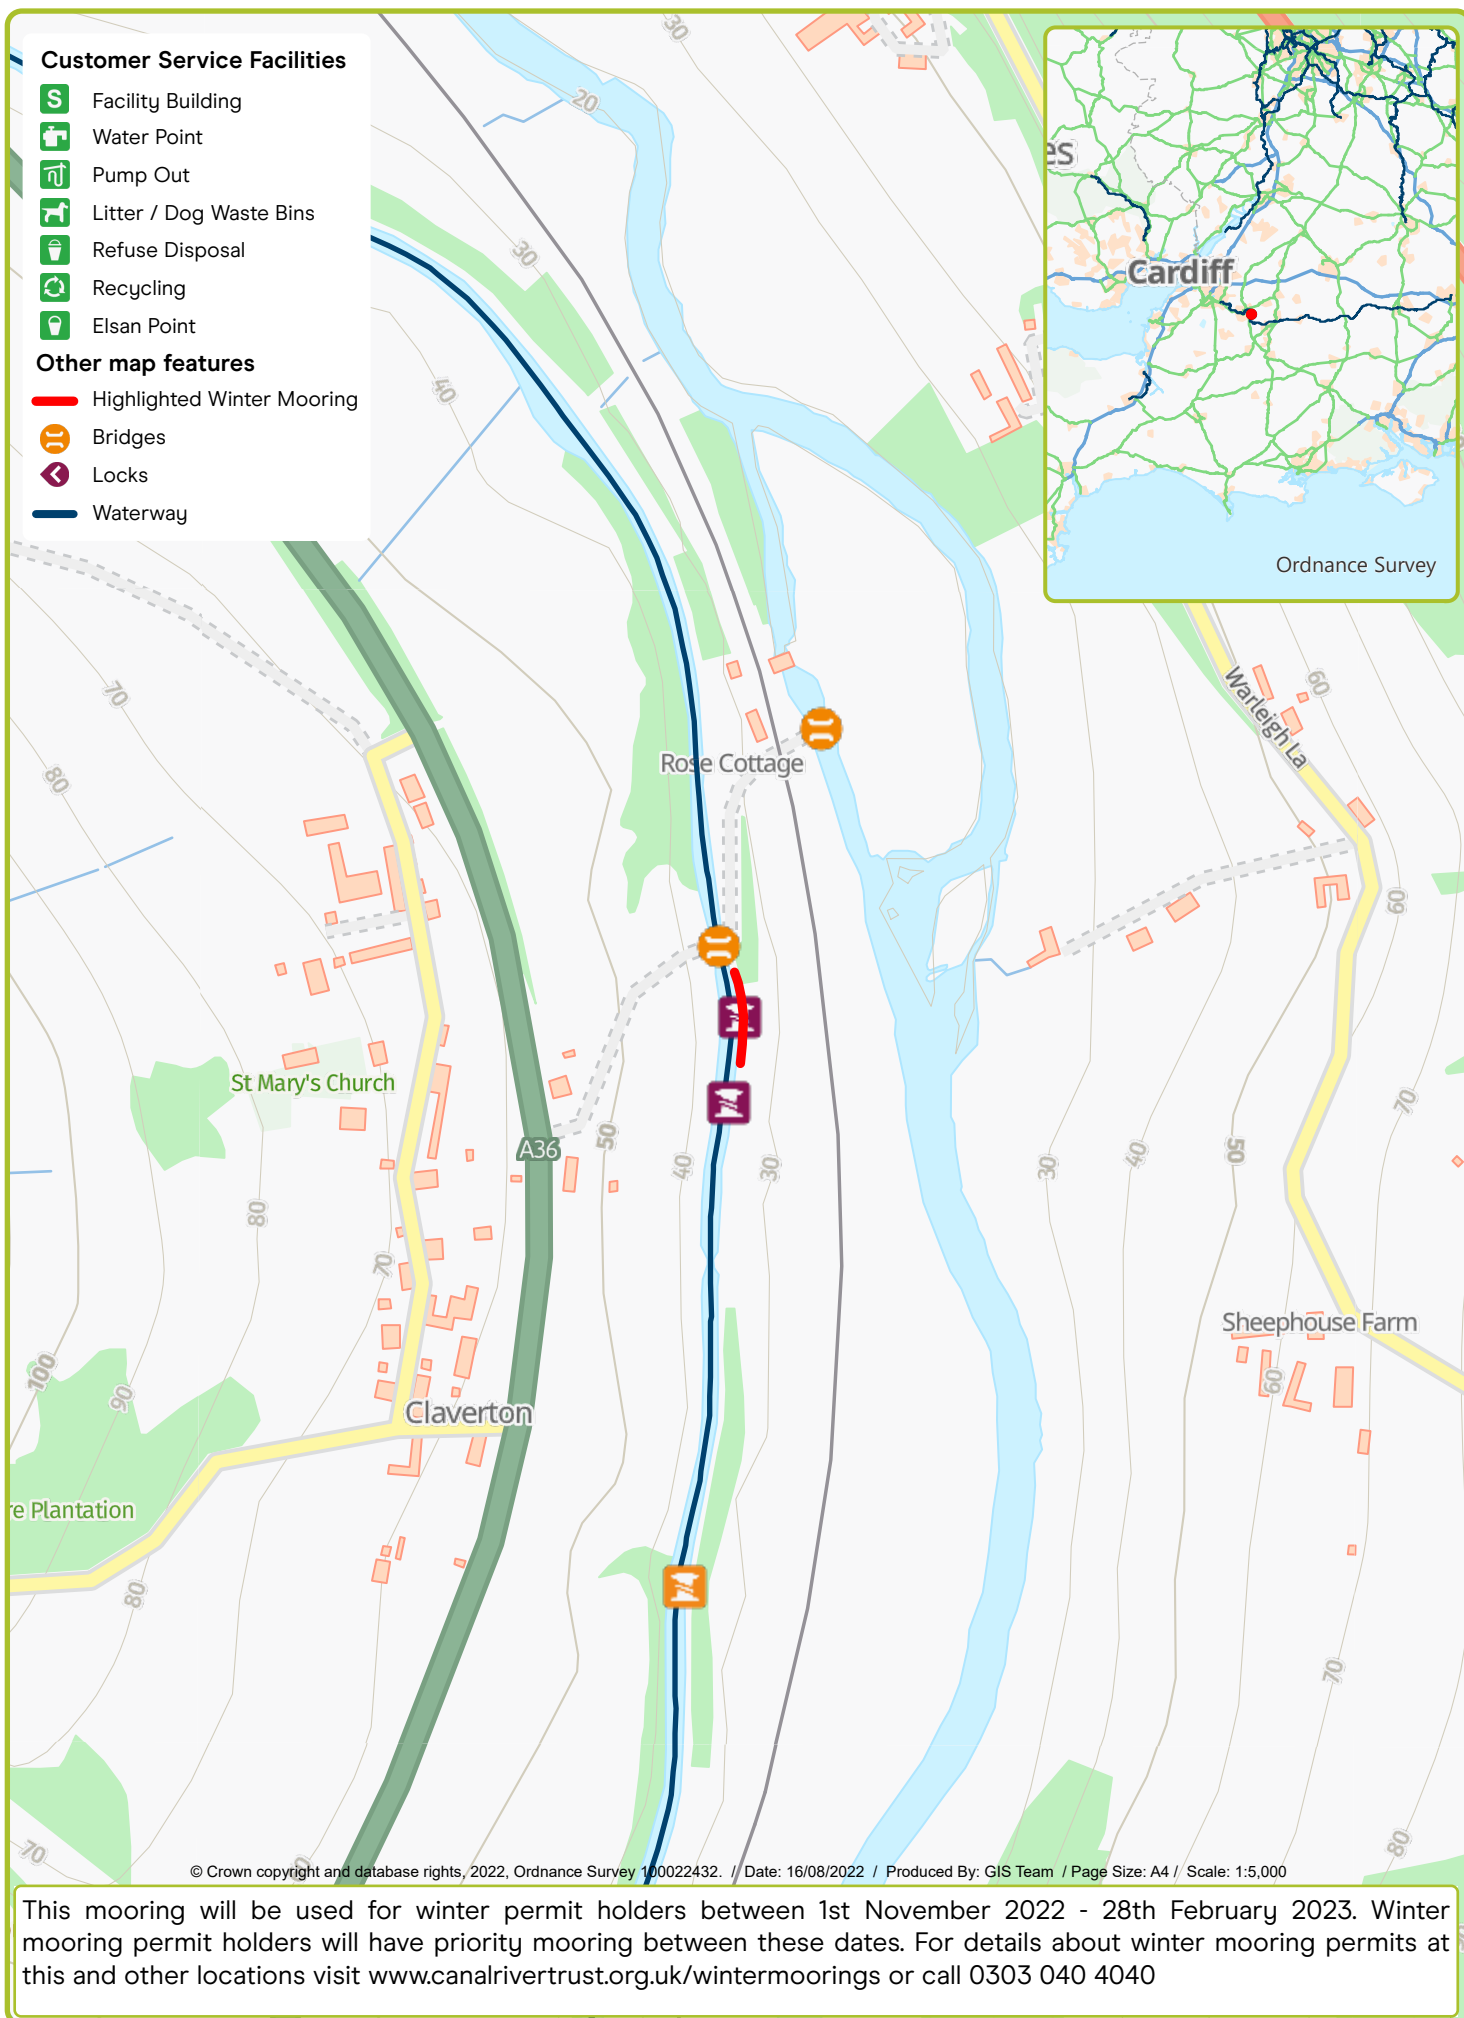 Customer Service Facilities
S
Facility Building
Water Point
Pump Out
Litter / Dog Waste Bins
Refuse Disposal
Recycling
Elsan Point
Other map features
Highlighted Winter Mooring
Bridges
Locks
Waterway
es
Cardiff
Ordnance Survey
30
20
30
40
70
80
60
Warleigh La
Rose Cottage
60
St Mary's Church
A36
50
40
30
30
40
50
70
80
70
Sheephouse Farm
100
90
60
Claverton
re Plantation
80
70
70
80
© Crown copyright and database rights, 2022, Ordnance Survey 100022432. / Date: 16/08/2022 / Produced By: GIS Team / Page Size: A4 / Scale: 1:5,000
This mooring will be used for winter permit holders between 1st November 2022 - 28th February 2023. Winter
mooring permit holders will have priority mooring between these dates. For details about winter mooring permits at
this and other locations visit www.canalrivertrust.org.uk/wintermoorings or call 0303 040 4040